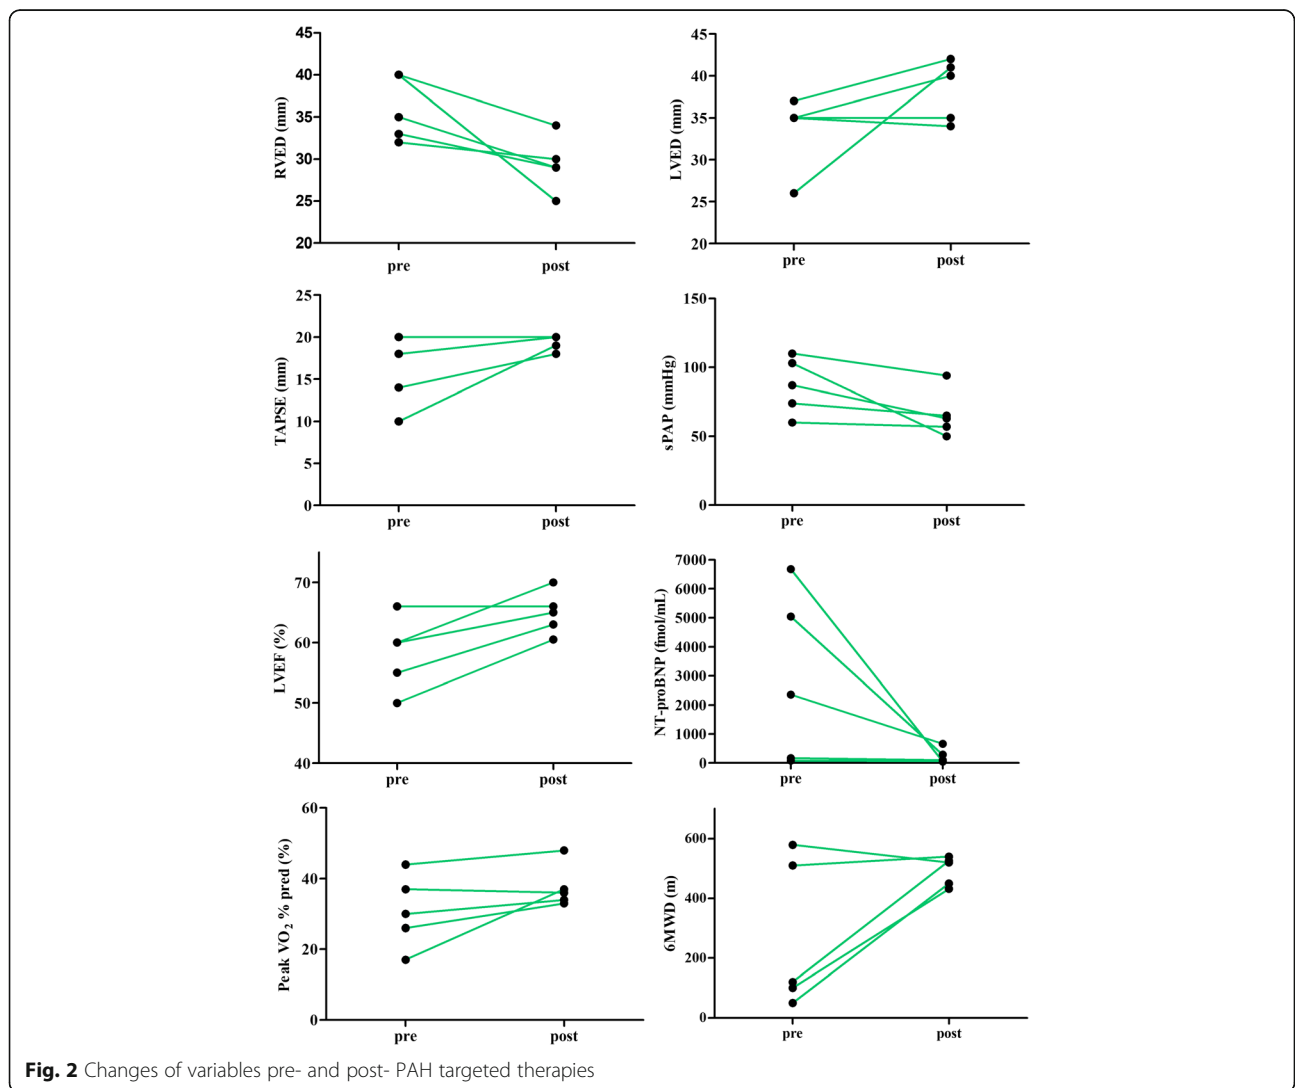 45
40
35
30
25
20
RVED (mm)
pre
post
45
40
35
30
25
20
LVED (mm)
pre
post
25
20
15
10
5
0
TAPSE (mm)
pre
post
150
100
50
0
sPAP (mmHg)
pre
post
70
60
50
40
LVEF (%)
pre
post
7000
6000
5000
4000
3000
2000
1000
0
NT-proBNP (fmol/mL)
pre
post
60
40
20
0
Peak VO2 % pred (%)
pre
post
600
400
200
0
6MWD (m)
pre
post
Fig. 2 Changes of variables pre- and post- PAH targeted therapies